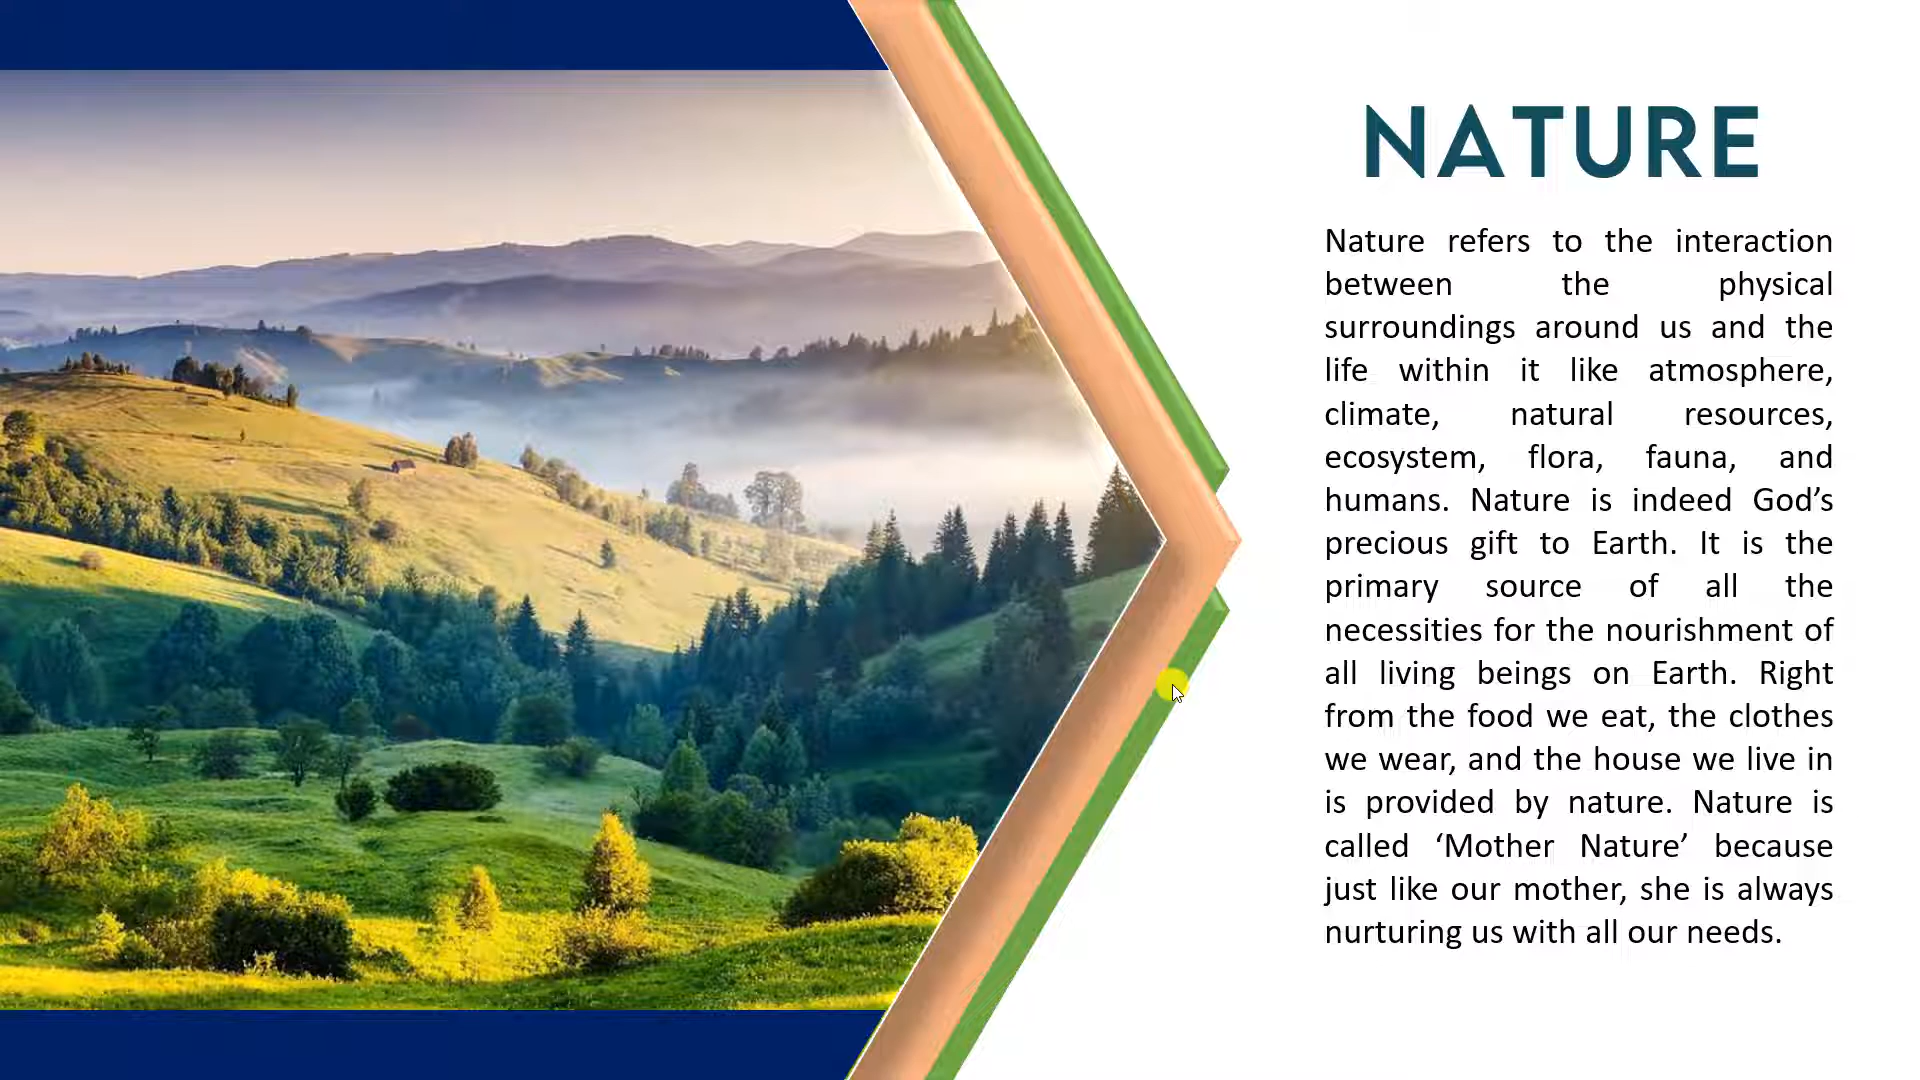 NATURE
Nature refers to the interaction
between the physical
surroundings around us and the
life within it like atmosphere,
climate, natural resources,
ecosystem, flora, fauna, and
humans. Nature is indeed God’s
precious gift to Earth. It is the
primary source of all the
necessities for the nourishment of
all living beings on Earth. Right
from the food we eat, the clothes
we wear, and the house we live in
is provided by nature. Nature is
called ‘Mother Nature’ because
just like our mother, she is always
nurturing us with all our needs.